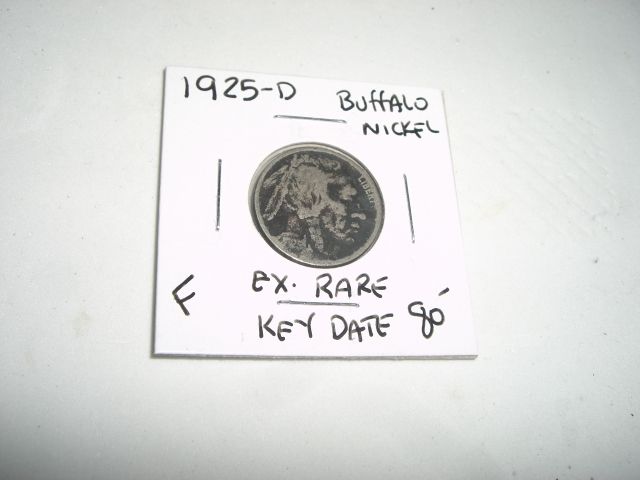 1925-D BUFFALO
NICKEL
LIBERTY
F EX. RARE
KEY DATE 80